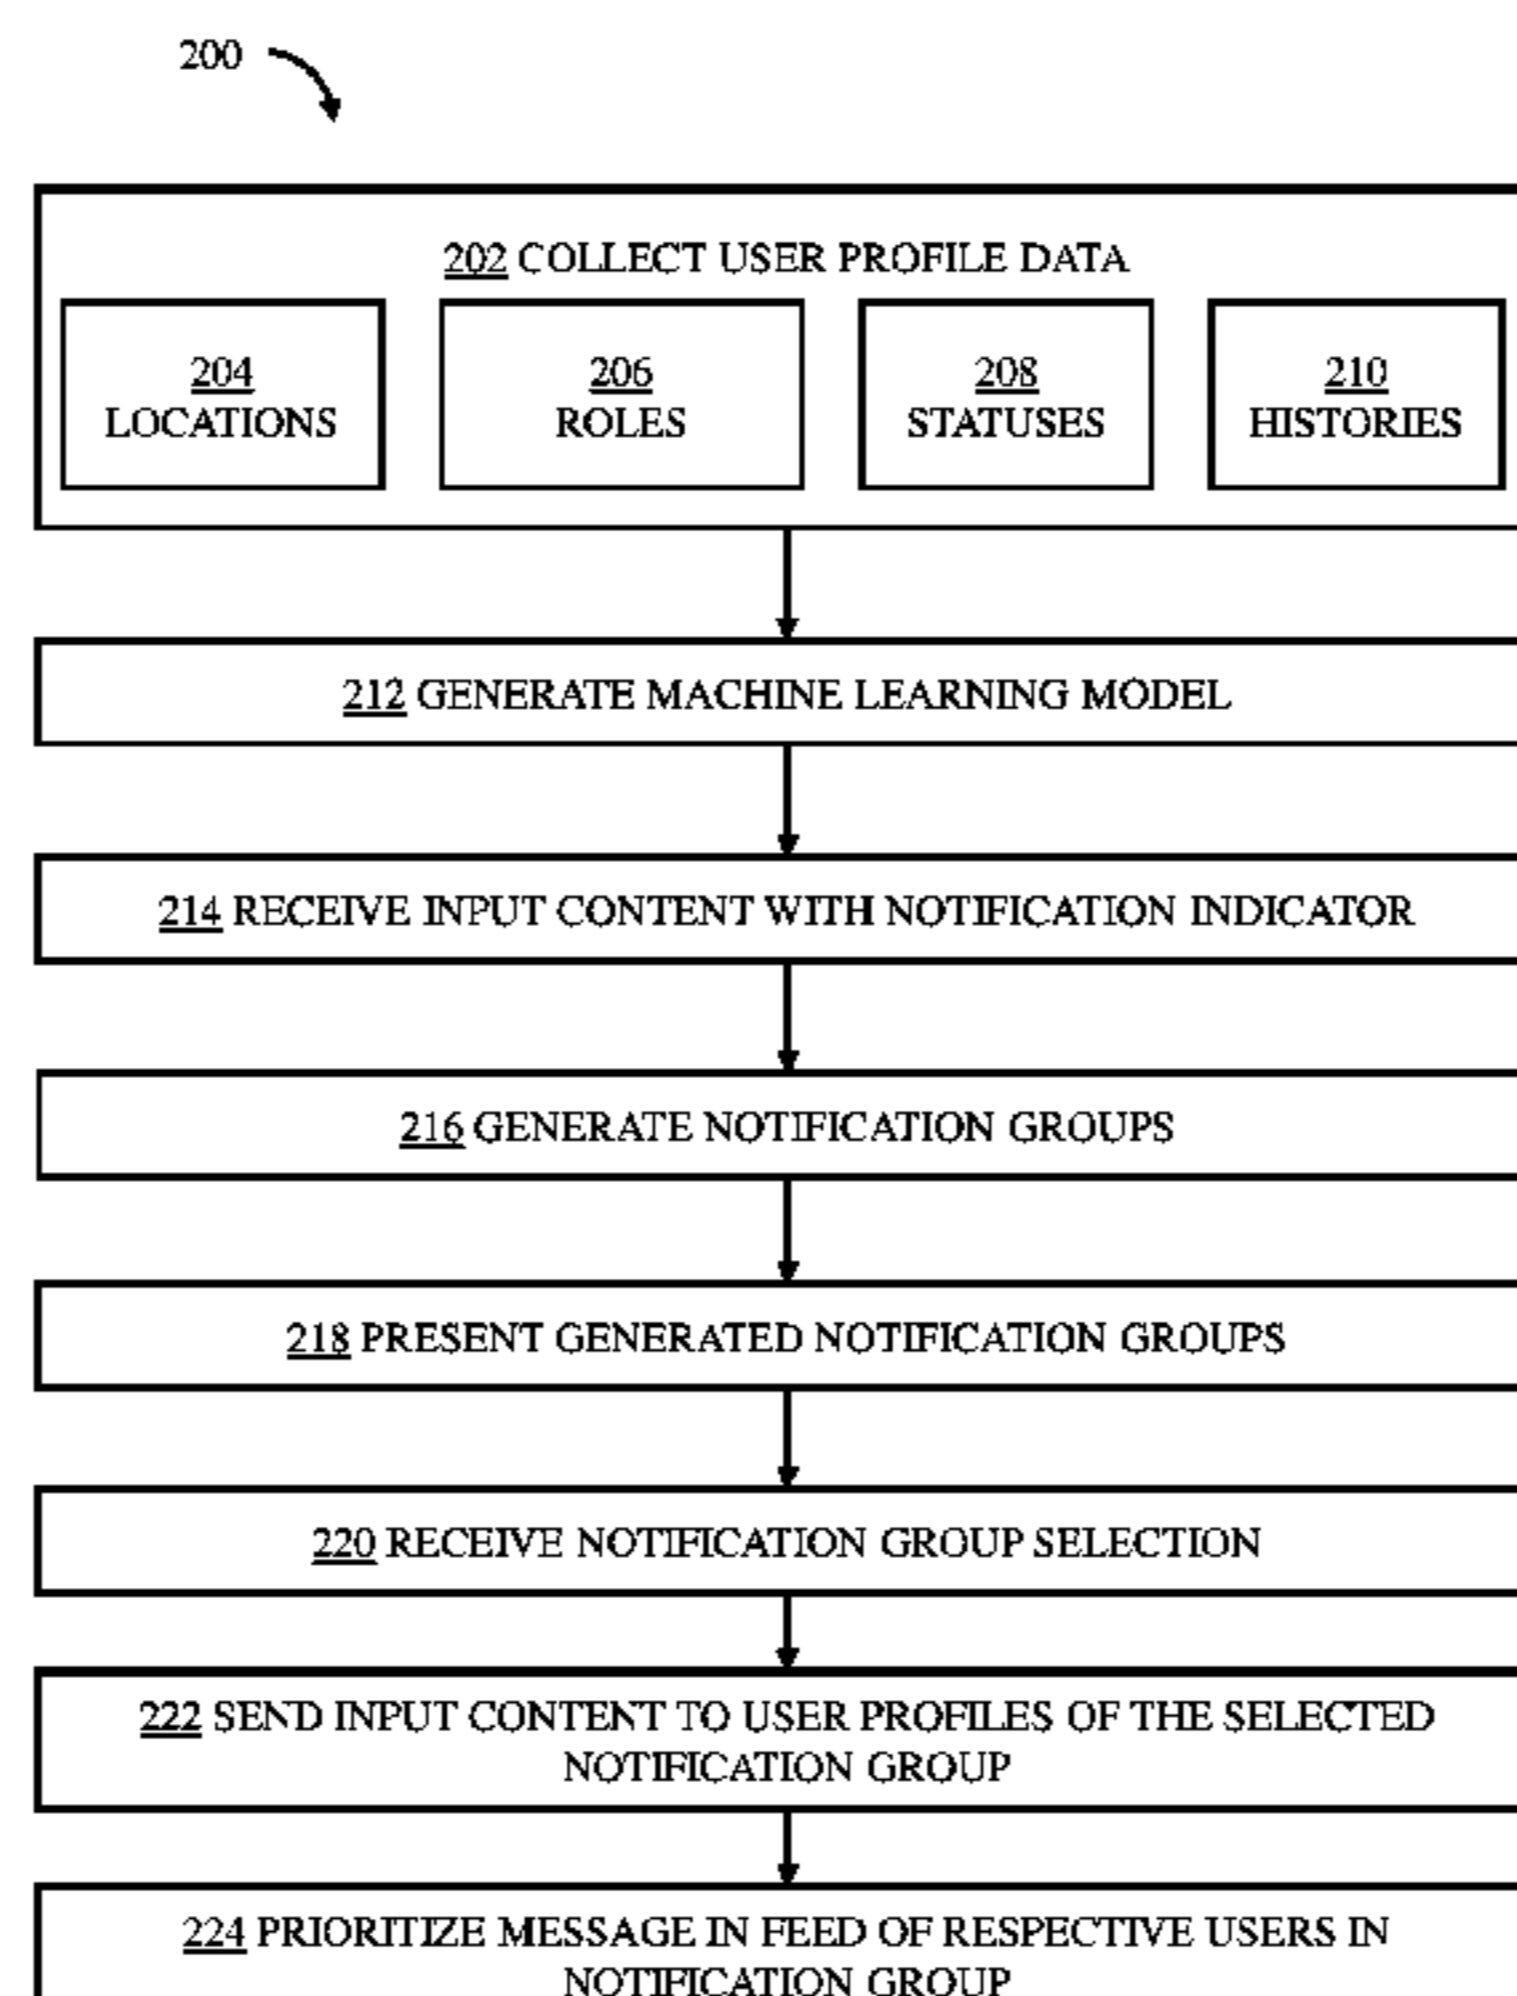 200
202 COLLECT USER PROFILE DATA
204
LOCATIONS
206
ROLES
208
STATUSES
210
HISTORIES
212 GENERATE MACHINE LEARNING MODEL
214 RECEIVE INPUT CONTENT WITH NOTIFICATION INDICATOR
216 GENERATE NOTIFICATION GROUPS
218 PRESENT GENERATED NOTIFICATION GROUPS
220 RECEIVE NOTIFICATION GROUP SELECTION
222 SEND INPUT CONTENT TO USER PROFILES OF THE SELECTED
NOTIFICATION GROUP
224 PRIORITIZE MESSAGE IN FEED OF RESPECTIVE USERS IN
NOTIFICATION GROUP